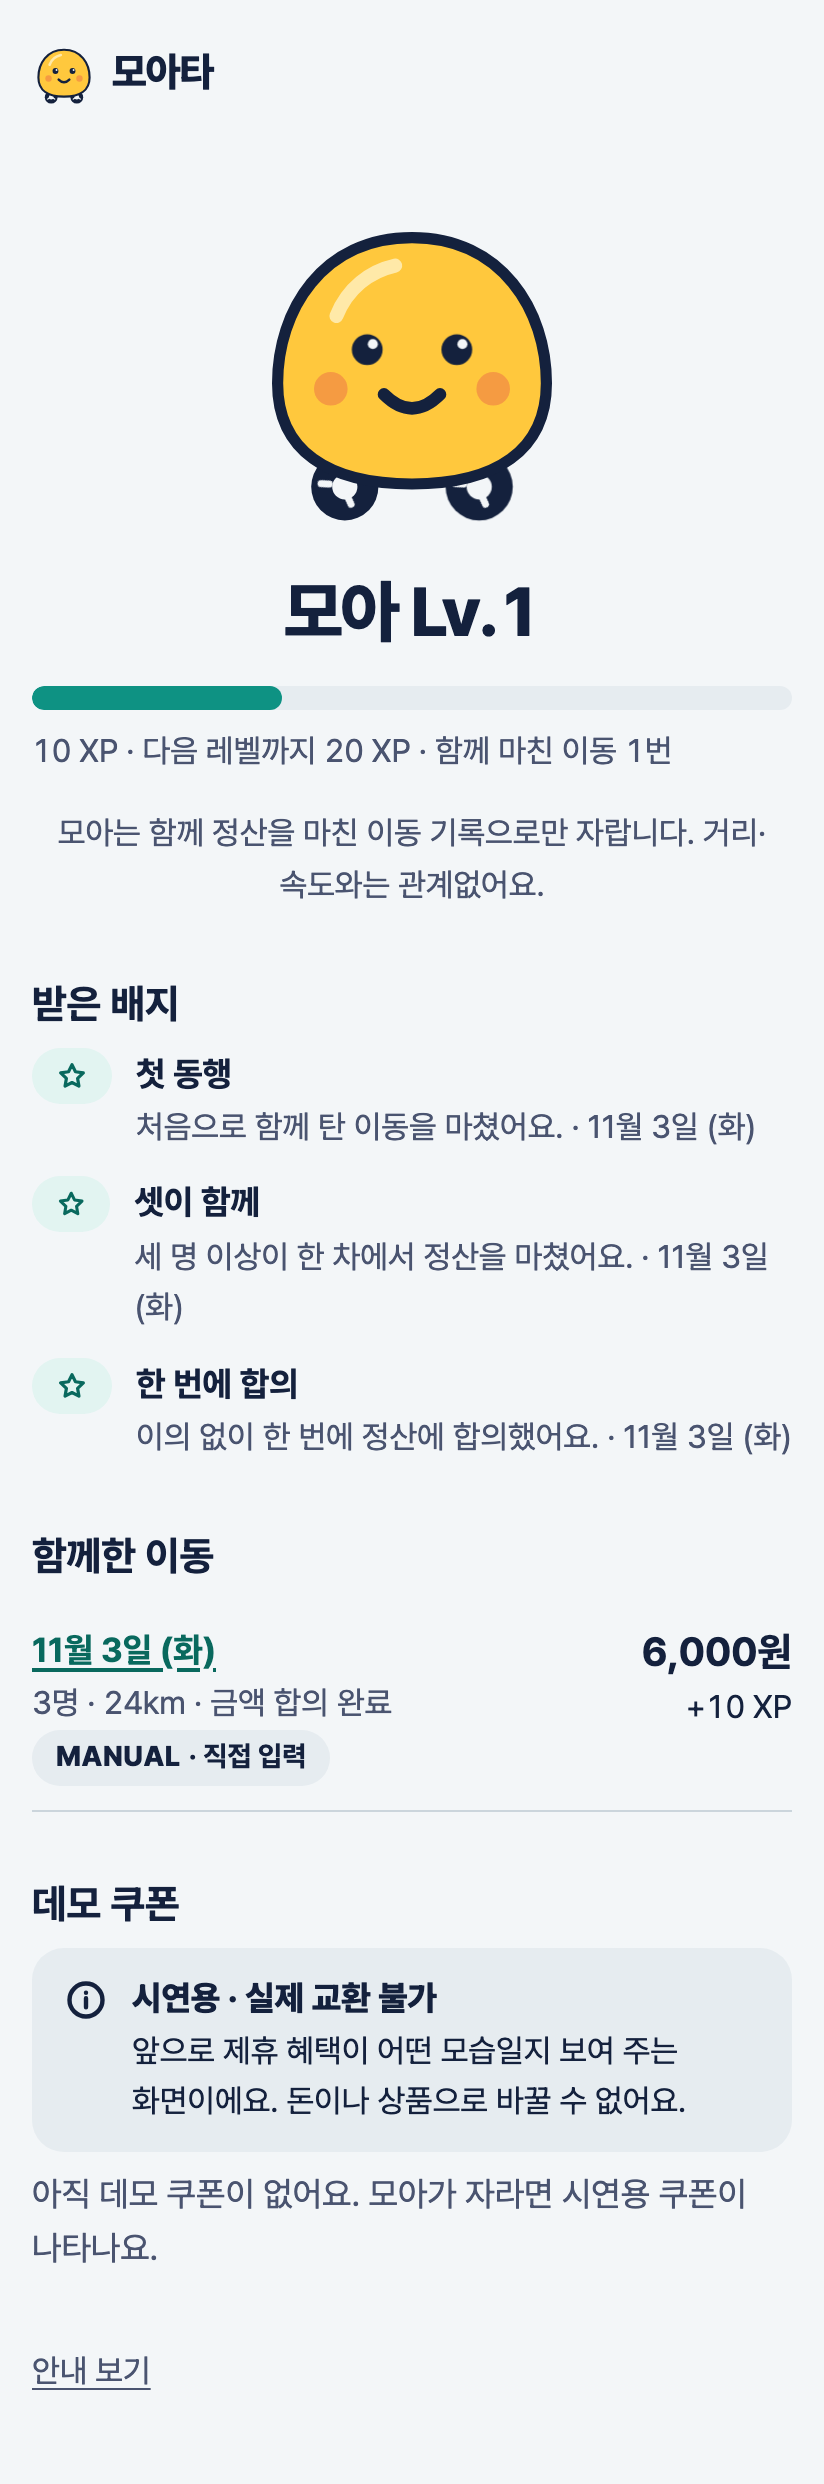 모아타
모아 Lv.1
10 XP · 다음 레벨까지 20 XP · 함께 마친 이동 1번
모아는 함께 정산을 마친 이동 기록으로만 자랍니다. 거리·
속도와는 관계없어요.
받은 배지
첫 동행
처음으로 함께 탄 이동을 마쳤어요. · 11월 3일 (화)
셋이 함께
세 명 이상이 한 차에서 정산을 마쳤어요. · 11월 3일
(화)
한 번에 합의
이의 없이 한 번에 정산에 합의했어요. · 11월 3일 (화)
함께한 이동
11월 3일 (화)
6,000원
3명 · 24km · 금액 합의 완료
+10 XP
MANUAL · 직접 입력
데모 쿠폰
시연용 · 실제 교환 불가
앞으로 제휴 혜택이 어떤 모습일지 보여 주는
화면이에요. 돈이나 상품으로 바꿀 수 없어요.
아직 데모 쿠폰이 없어요. 모아가 자라면 시연용 쿠폰이
나타나요.
안내 보기